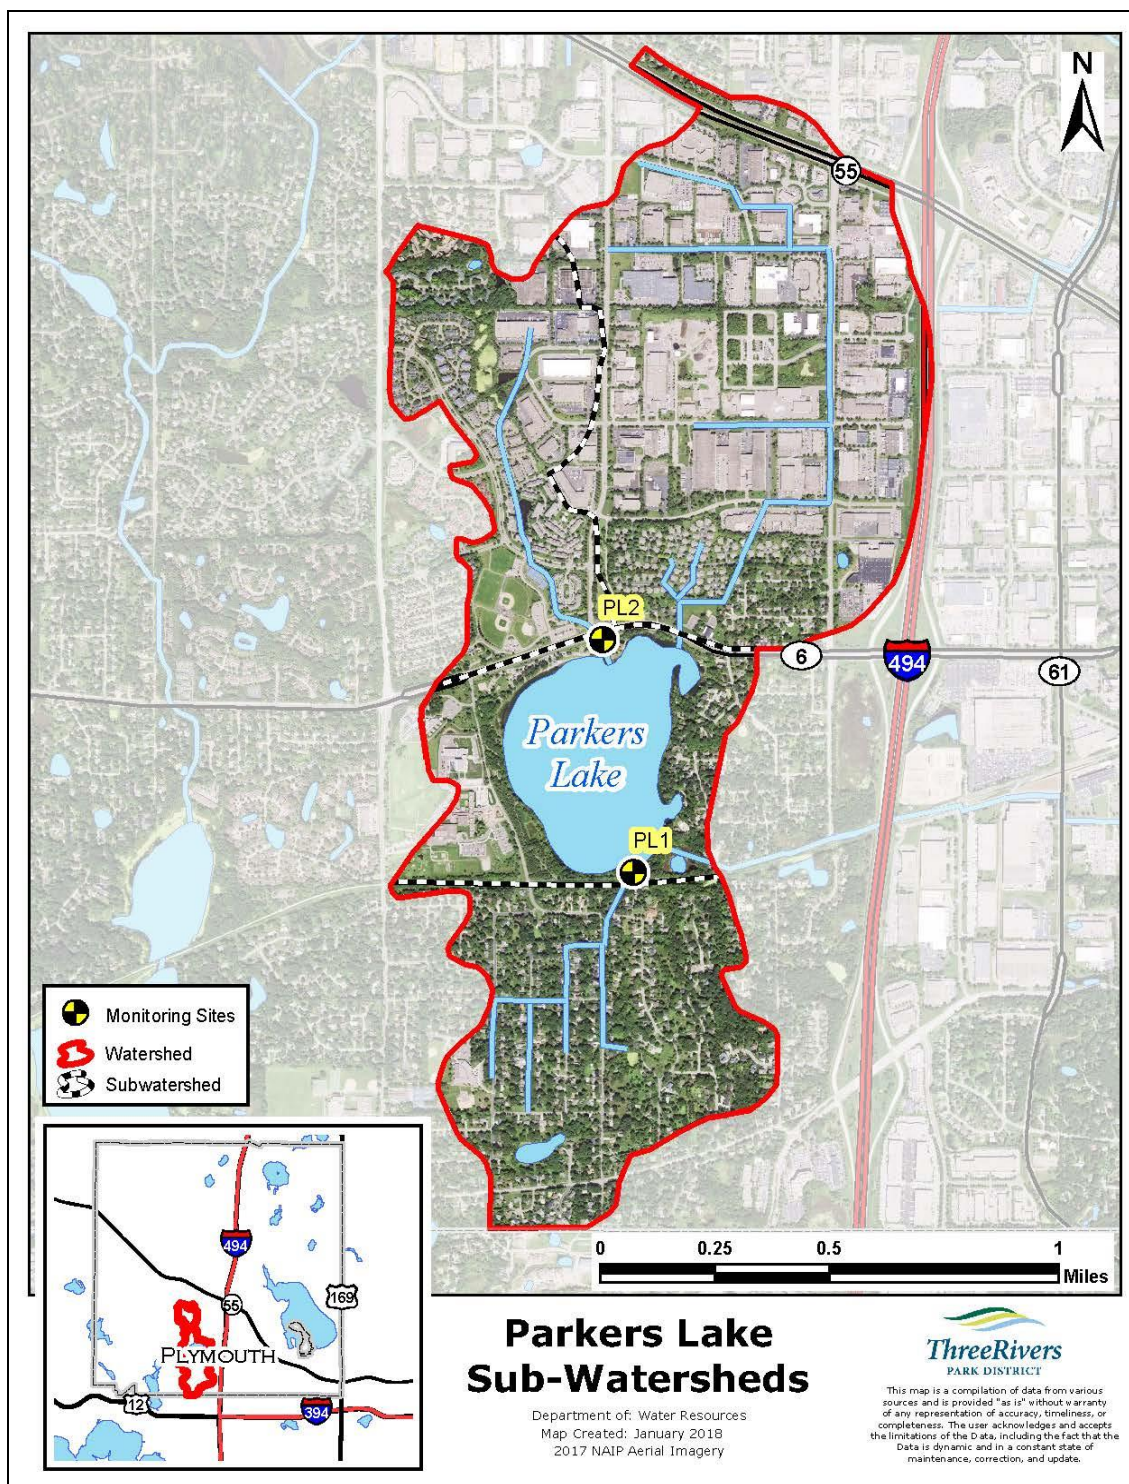 N
55
PL2
6
494
61
Parkers
Lake
PL1
Monitoring Sites
Watershed
Subwatershed
494
55
169
PLYMOUTH
12
394
0
0.25
0.5
1
Miles
Parkers Lake
Sub-Watersheds
Department of: Water Resources
Map Created: January 2018
2017 NAIP Aerial Imagery
ThreeRivers
PARK DISTRICT
This map is a compilation of data from various
sources and is provided "as is" without warranty
of any representation of accuracy, timeliness, or
completeness. The user acknowledges and accepts
the limitations of the Data, including the fact that the
Data is dynamic and in a constant state of
maintenance, correction, and update.